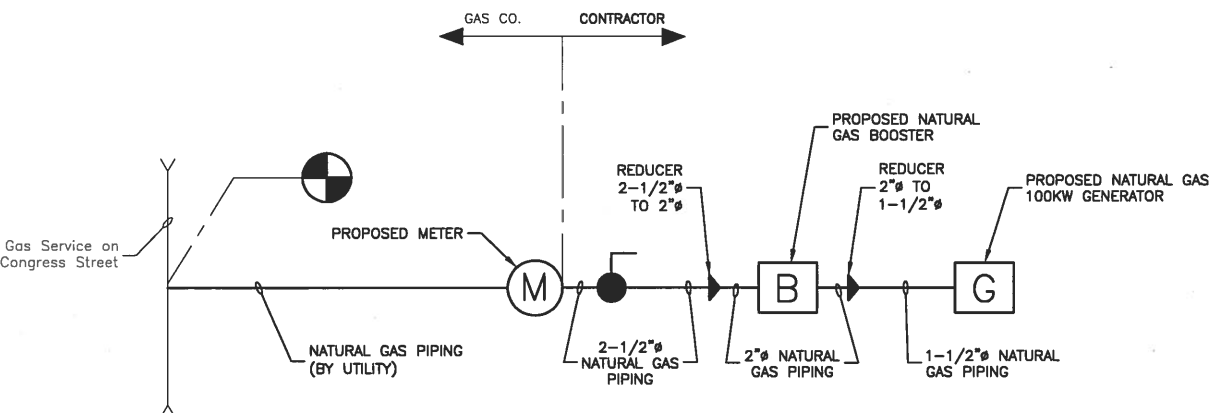 GAS CO.
CONTRACTOR
PROPOSED NATURAL
GAS BOOSTER
REDUCER
2-1/2"ø
TO 2"ø
REDUCER
2"ø TO
1-1/2"ø
PROPOSED NATURAL GAS
100KW GENERATOR
Gas Service on
Congress Street
PROPOSED METER
M
B
G
NATURAL GAS PIPING
(BY UTILITY)
2-1/2"ø
NATURAL GAS
PIPING
2"ø NATURAL
GAS PIPING
1-1/2"ø NATURAL
GAS PIPING